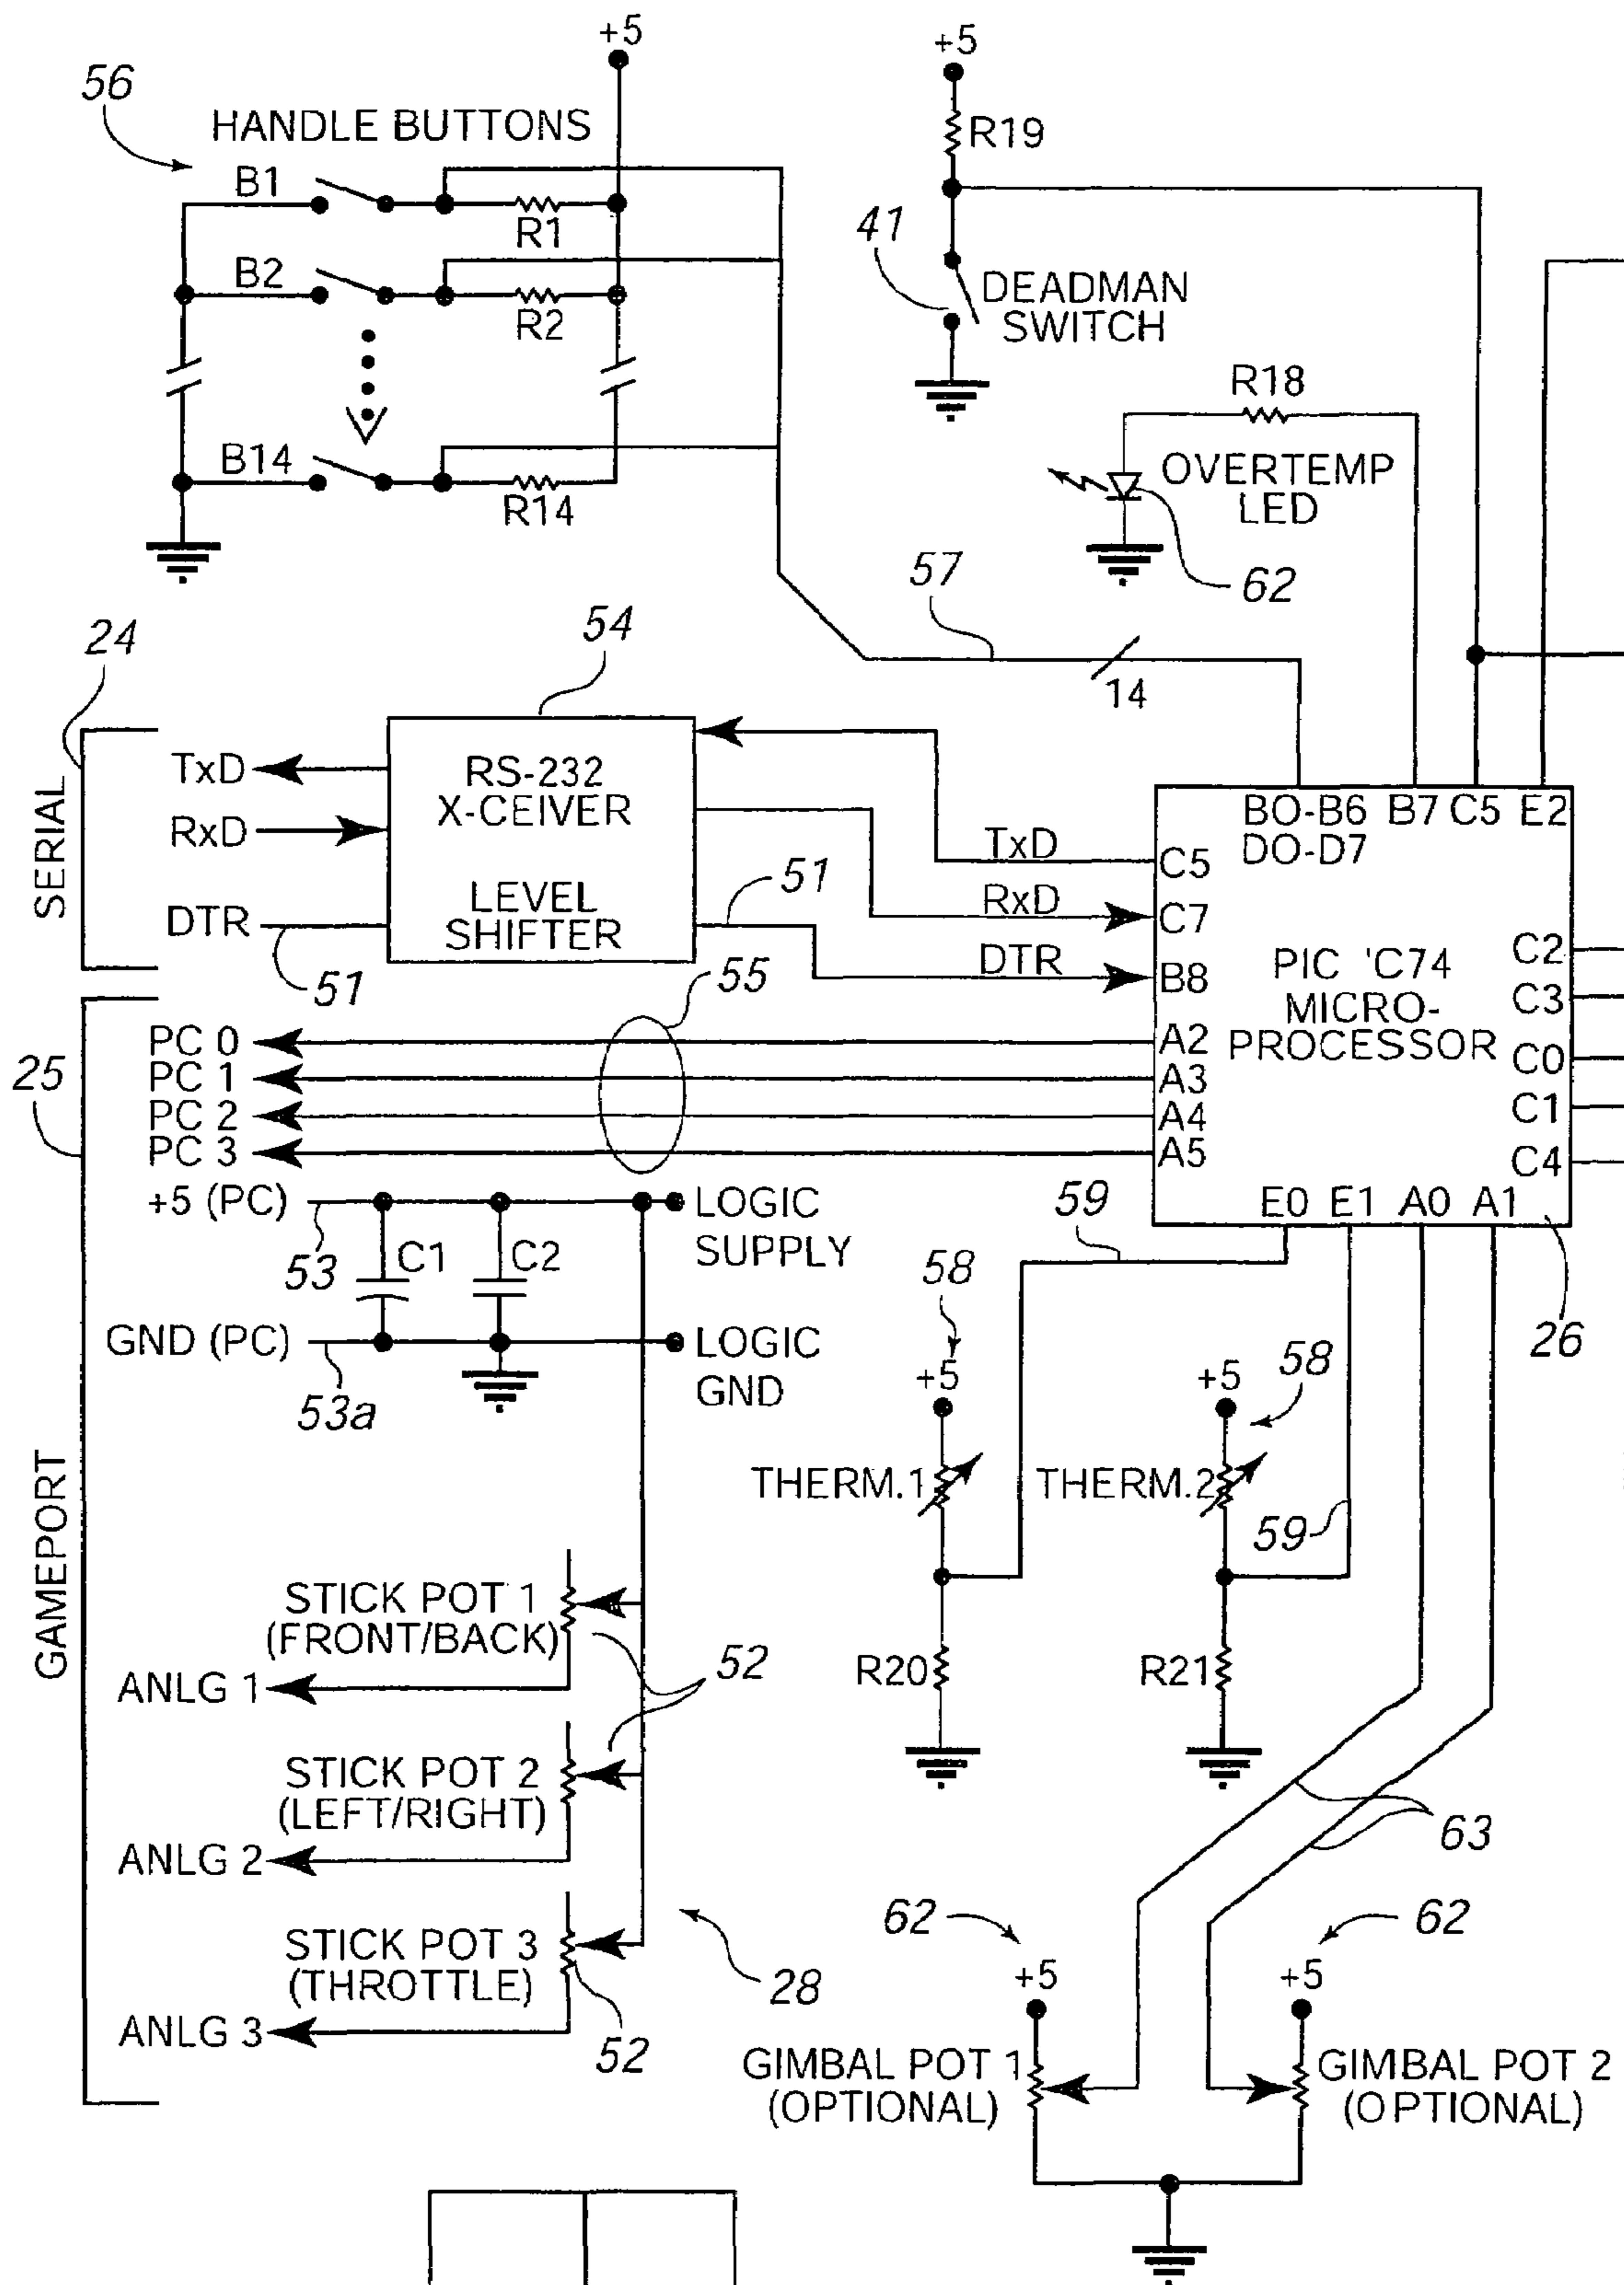 +5
+5
56
HANDLE BUTTONS
R19
B1
R1
41
B2
DEADMAN
SWITCH
R2
R18
B14
OVERTEMP
LED
R14
57
62
54
24
14
SERIAL
TxD
RxD
DTR
51
RS-232
X-CEIVER
LEVEL
SHIFTER
51
TxD
RxD
DTR
BO-B6
DO-D7
B7
C5
E2
C5
C7
B8
PIC 'C74
MICRO-
PROCESSOR
C2
C3
C0
C1
C4
55
25
PC 0
PC 1
PC 2
PC 3
A2
A3
A4
A5
E0
E1
A0
A1
26
+5 (PC)
53
C1
C2
LOGIC
SUPPLY
GND (PC)
53a
LOGIC
GND
59
58
+5
58
+5
THERM.1
THERM.2
59
GAMEPORT
STICK POT 1
(FRONT/BACK)
52
R20
R21
ANLG 1
STICK POT 2
(LEFT/RIGHT)
63
ANLG 2
62
62
STICK POT 3
(THROTTLE)
28
+5
+5
ANLG 3
52
GIMBAL POT 1
(OPTIONAL)
GIMBAL POT 2
(OPTIONAL)